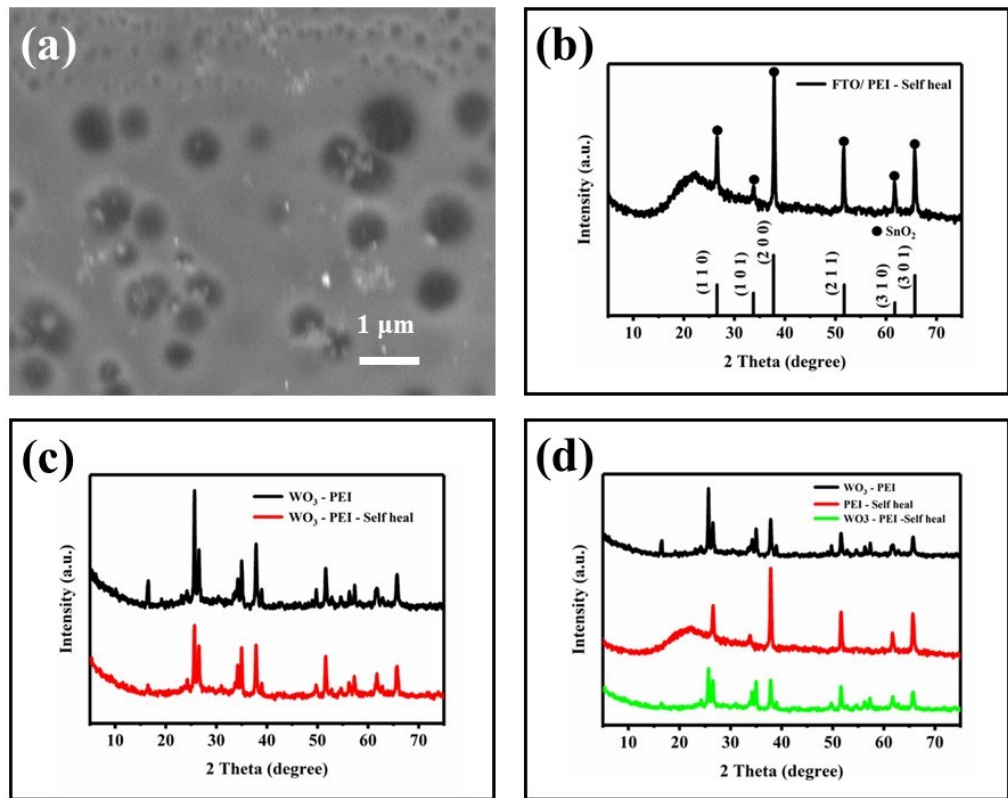 (a)
1 μm
(b)
FTO/ PEI - Self heal
Intensity (a.u.)
SnO₂
(1 1 0)
(1 0 1)
(2 0 0)
(2 1 1)
(3 1 0)
(3 0 1)
10 20 30 40 50 60 70
2 Theta (degree)
(c)
WO₃ - PEI
WO₃ - PEI - Self heal
Intensity (a.u.)
10 20 30 40 50 60 70
2 Theta (degree)
(d)
WO₃ - PEI
PEI - Self heal
WO3 - PEI -Self heal
Intensity (a.u.)
10 20 30 40 50 60 70
2 Theta (degree)